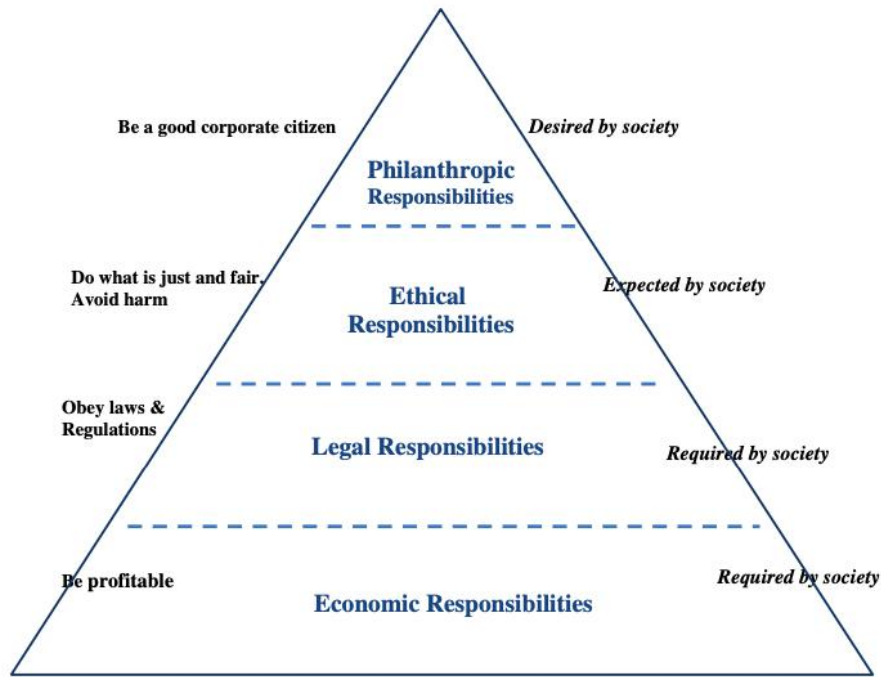 Be a good corporate citizen
Desired by society
Philanthropic
Responsibilities
Do what is just and fair,
Avoid harm
Expected by society
Ethical
Responsibilities
Obey laws &
Regulations
Legal Responsibilities
Required by society
Be profitable
Required by society
Economic Responsibilities